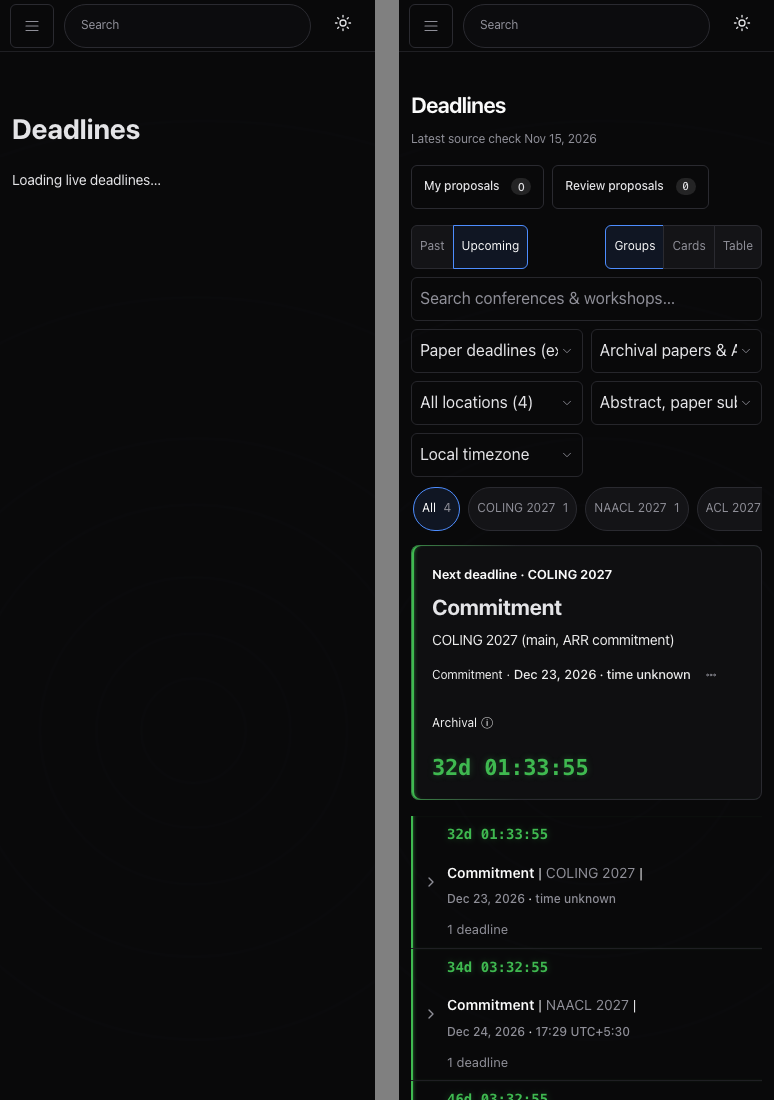 Search
Deadlines
Loading live deadlines...
Search
Deadlines
Latest source check Nov 15, 2026
My proposals 0 Review proposals 0
Past Upcoming Groups Cards Table
Search conferences & workshops...
Paper deadlines (ex Archival papers & A
All locations (4) Abstract, paper sub
Local timezone
All 4 COLING 2027 1 NAACL 2027 1 ACL 2027
Next deadline · COLING 2027
Commitment
COLING 2027 (main, ARR commitment)
Commitment · Dec 23, 2026 · time unknown ···
Archival ⓘ
32d 01:33:55
32d 01:33:55
Commitment | COLING 2027 |
Dec 23, 2026 · time unknown
1 deadline
34d 03:32:55
Commitment | NAACL 2027 |
Dec 24, 2026 · 17:29 UTC+5:30
1 deadline
46d 03:32:55